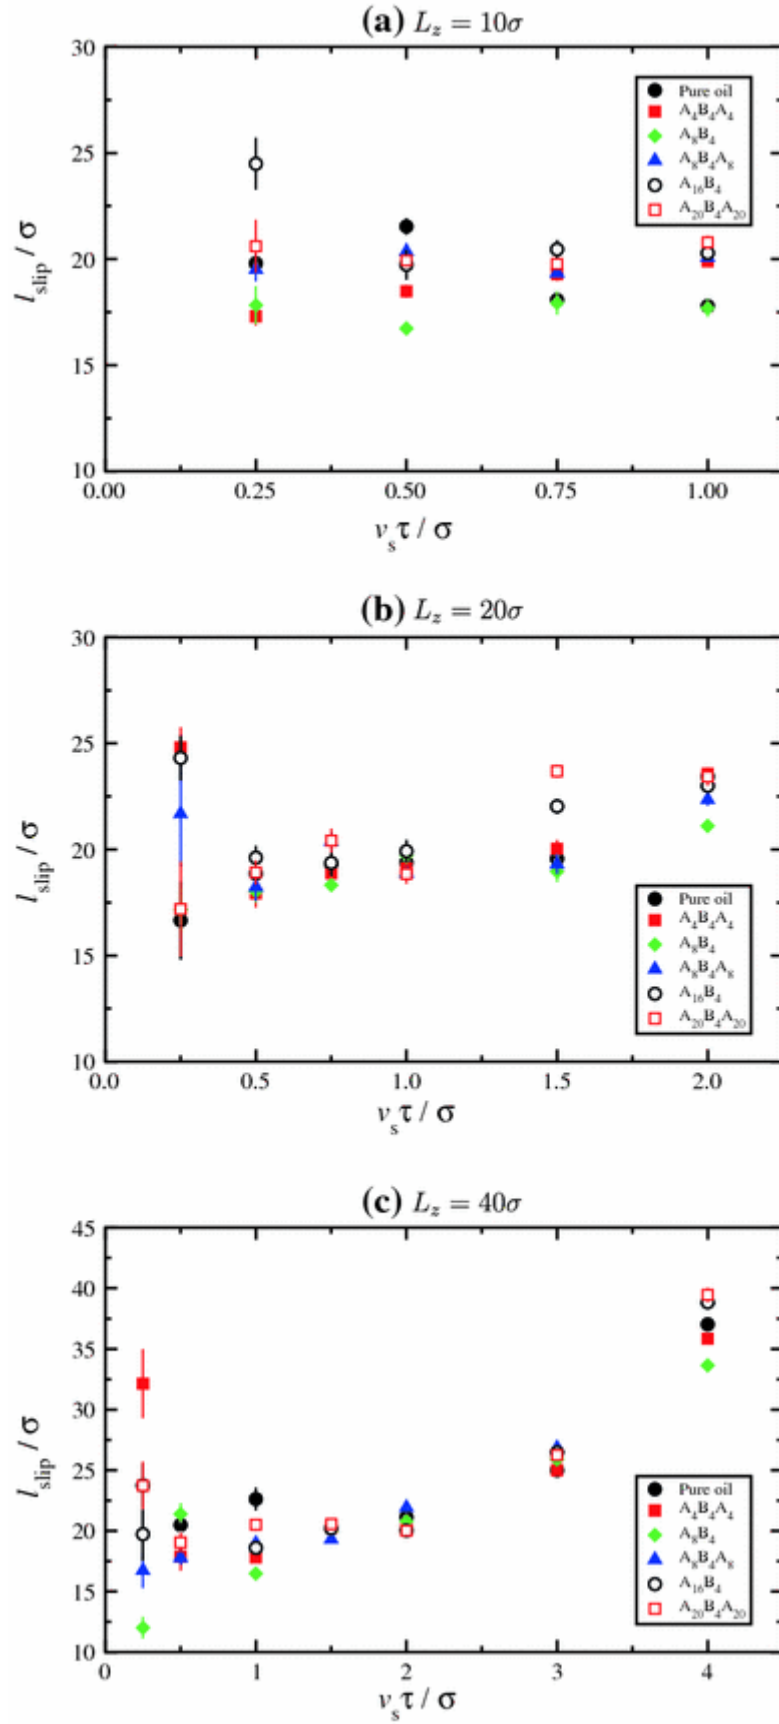 (a) L_z = 10σ
30
25
20
15
10
l_slip / σ
Pure oil
A₄B₄A₄
A₈B₄
A₈B₄A₈
A₁₆B₄
A₂₀B₄A₂₀
0.00 0.25 0.50 0.75 1.00
v_s τ / σ
(b) L_z = 20σ
30
25
20
15
10
l_slip / σ
Pure oil
A₄B₄A₄
A₈B₄
A₈B₄A₈
A₁₆B₄
A₂₀B₄A₂₀
0.0 0.5 1.0 1.5 2.0
v_s τ / σ
(c) L_z = 40σ
45
40
35
30
25
20
15
10
l_slip / σ
Pure oil
A₄B₄A₄
A₈B₄
A₈B₄A₈
A₁₆B₄
A₂₀B₄A₂₀
0 1 2 3 4
v_s τ / σ